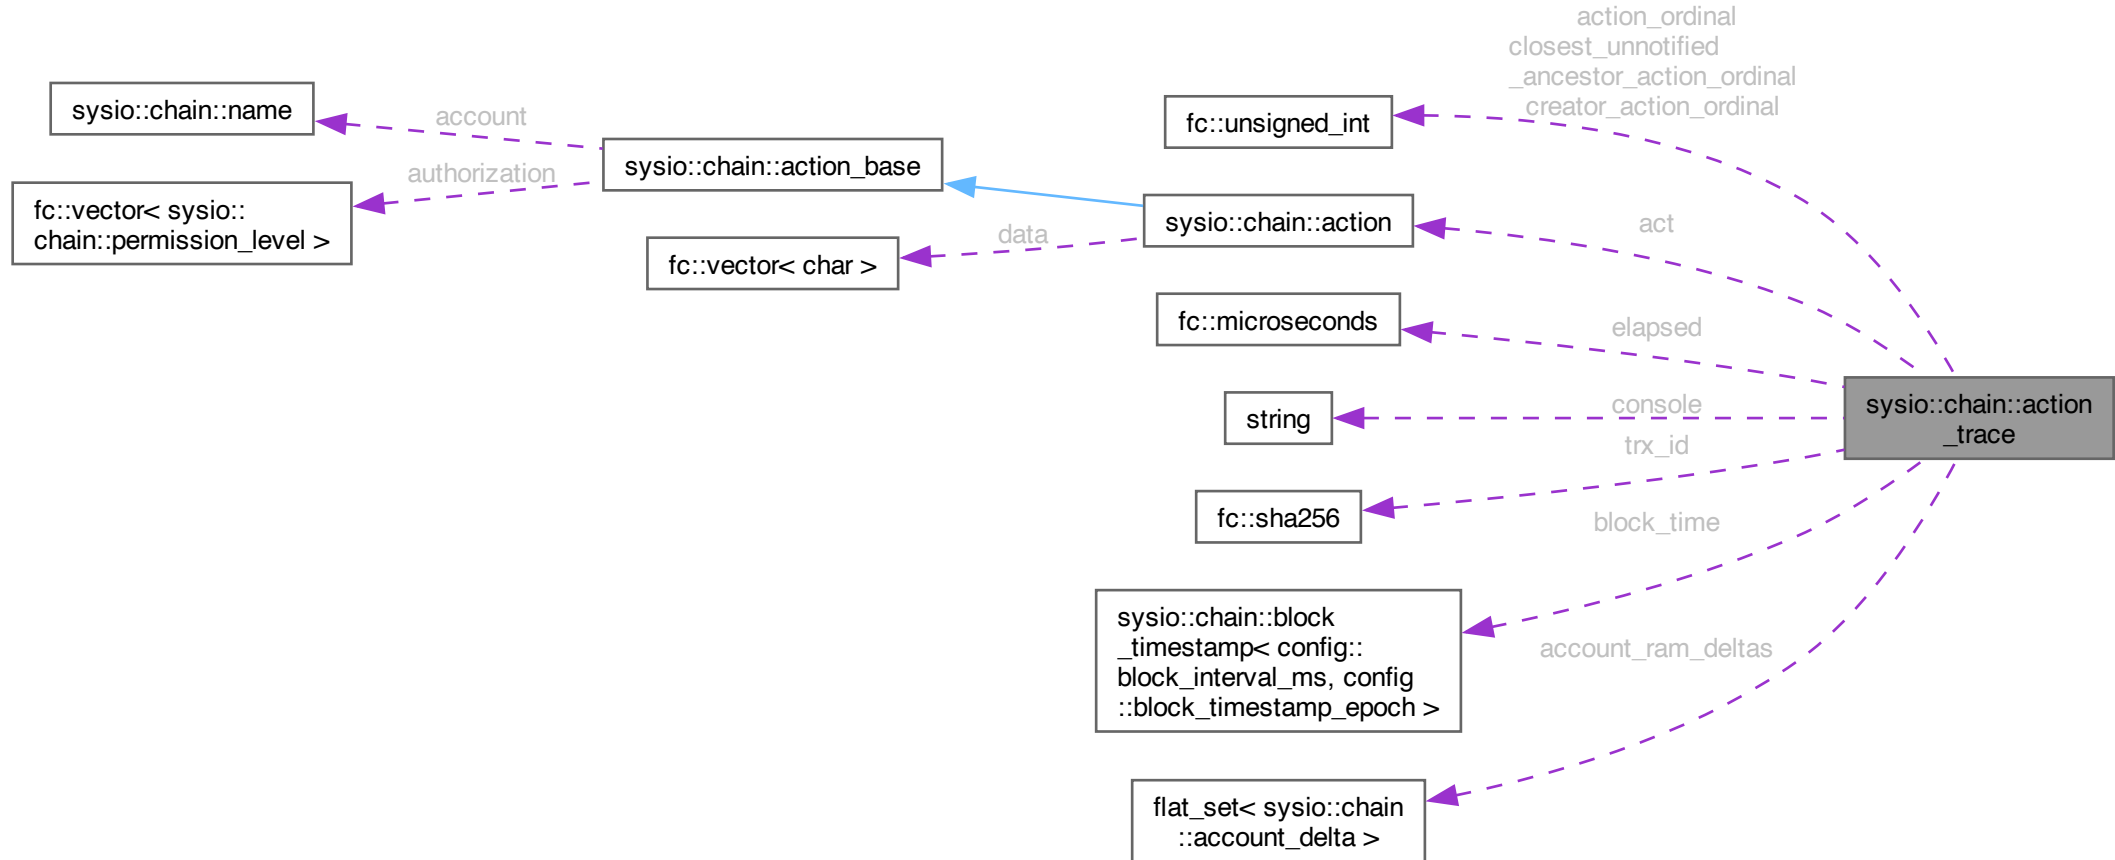 action_ordinal
closest_unnotified
_ancestor_action_ordinal
_creator_action_ordinal
sysio::chain::name
account
fc::unsigned_int
sysio::chain::action_base
authorization
fc::vector< sysio::
chain::permission_level >
sysio::chain::action
act
data
fc::vector< char >
fc::microseconds
elapsed
string
console
sysio::chain::action
_trace
trx_id
fc::sha256
block_time
sysio::chain::block
_timestamp< config::
block_interval_ms, config
::block_timestamp_epoch >
account_ram_deltas
flat_set< sysio::chain
::account_delta >